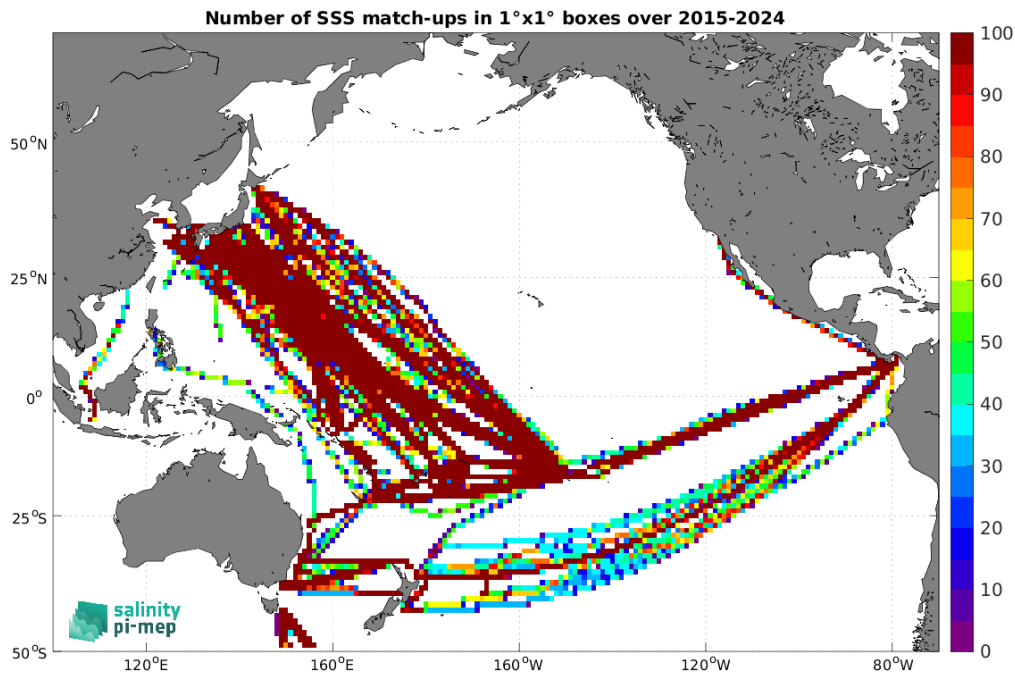 Number of SSS match-ups in 1°x1° boxes over 2015-2024
100
90
80
70
60
50
40
30
20
10
0
50°N
25°N
0°
25°S
50°S
120°E
160°E
160°W
120°W
80°W
salinity
pi-mep